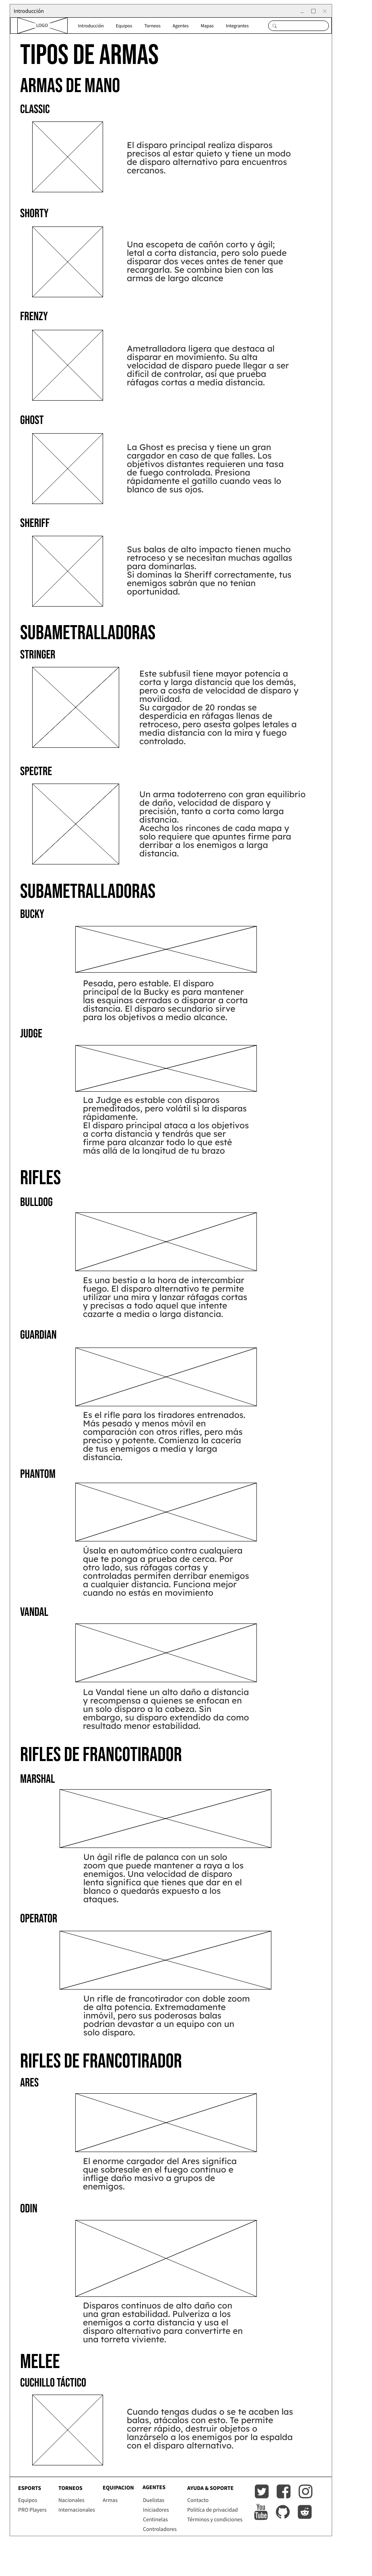 Introducción
LOGO
Introducción Equipos Torneos Agentes Mapas Integrantes
TIPOS DE ARMAS
ARMAS DE MANO
CLASSIC
El disparo principal realiza disparos
precisos al estar quieto y tiene un modo
de disparo alternativo para encuentros
cercanos.
SHORTY
Una escopeta de cañón corto y ágil;
letal a corta distancia, pero solo puede
disparar dos veces antes de tener que
recargarla. Se combina bien con las
armas de largo alcance
FRENZY
Ametralladora ligera que destaca al
disparar en movimiento. Su alta
velocidad de disparo puede llegar a ser
difícil de controlar, así que prueba
ráfagas cortas a media distancia.
GHOST
La Ghost es precisa y tiene un gran
cargador en caso de que falles. Los
objetivos distantes requieren una tasa
de fuego controlada. Presiona
rápidamente el gatillo cuando veas lo
blanco de sus ojos.
SHERIFF
Sus balas de alto impacto tienen mucho
retroceso y se necesitan muchas agallas
para dominarlas.
Si dominas la Sheriff correctamente, tus
enemigos sabrán que no tenían
oportunidad.
SUBAMETRALLADORAS
STRINGER
Este subfusil tiene mayor potencia a
corta y larga distancia que los demás,
pero a costa de velocidad de disparo y
movilidad.
Su cargador de 20 rondas se
desperdicia en ráfagas llenas de
retroceso, pero asesta golpes letales a
media distancia con la mira y fuego
controlado.
SPECTRE
Un arma todoterreno con gran equilibrio
de daño, velocidad de disparo y
precisión, tanto a corta como larga
distancia.
Acecha los rincones de cada mapa y
solo requiere que apuntes firme para
derribar a los enemigos a larga
distancia.
SUBAMETRALLADORAS
BUCKY
Pesada, pero estable. El disparo
principal de la Bucky es para mantener
las esquinas cerradas o disparar a corta
distancia. El disparo secundario sirve
para los objetivos a medio alcance.
JUDGE
La Judge es estable con disparos
premeditados, pero volátil si la disparas
rápidamente.
El disparo principal ataca a los objetivos
a corta distancia y tendrás que ser
firme para alcanzar todo lo que esté
más allá de la longitud de tu brazo
RIFLES
BULLDOG
Es una bestia a la hora de intercambiar
fuego. El disparo alternativo te permite
utilizar una mira y lanzar ráfagas cortas
y precisas a todo aquel que intente
cazarte a media o larga distancia.
GUARDIAN
Es el rifle para los tiradores entrenados.
Más pesado y menos móvil en
comparación con otros rifles, pero más
preciso y potente. Comienza la cacería
de tus enemigos a media y larga
distancia.
PHANTOM
Úsala en automático contra cualquiera
que te ponga a prueba de cerca. Por
otro lado, sus ráfagas cortas y
controladas permiten derribar enemigos
a cualquier distancia. Funciona mejor
cuando no estás en movimiento
VANDAL
La Vandal tiene un alto daño a distancia
y recompensa a quienes se enfocan en
un solo disparo a la cabeza. Sin
embargo, su disparo extendido da como
resultado menor estabilidad.
RIFLES DE FRANCOTIRADOR
MARSHAL
Un ágil rifle de palanca con un solo
zoom que puede mantener a raya a los
enemigos. Una velocidad de disparo
lenta significa que tienes que dar en el
blanco o quedarás expuesto a los
ataques.
OPERATOR
Un rifle de francotirador con doble zoom
de alta potencia. Extremadamente
inmóvil, pero sus poderosas balas
podrían devastar a un equipo con un
solo disparo.
RIFLES DE FRANCOTIRADOR
ARES
El enorme cargador del Ares significa
que sobresale en el fuego continuo e
inflige daño masivo a grupos de
enemigos.
ODIN
Disparos continuos de alto daño con
una gran estabilidad. Pulveriza a los
enemigos a corta distancia y usa el
disparo alternativo para convertirte en
una torreta viviente.
MELEE
CUCHILLO TÁCTICO
Cuando tengas dudas o se te acaben las
balas, atácalos con esto. Te permite
correr rápido, destruir objetos o
lanzárselo a los enemigos por la espalda
con el disparo alternativo.
ESPORTS TORNEOS EQUIPACION AGENTES AYUDA & SOPORTE
Equipos Nacionales Armas Duelistas Contacto
PRO Players Internacionales Iniciadores Política de privacidad
Centinelas Términos y condiciones
Controladores
You
Tube